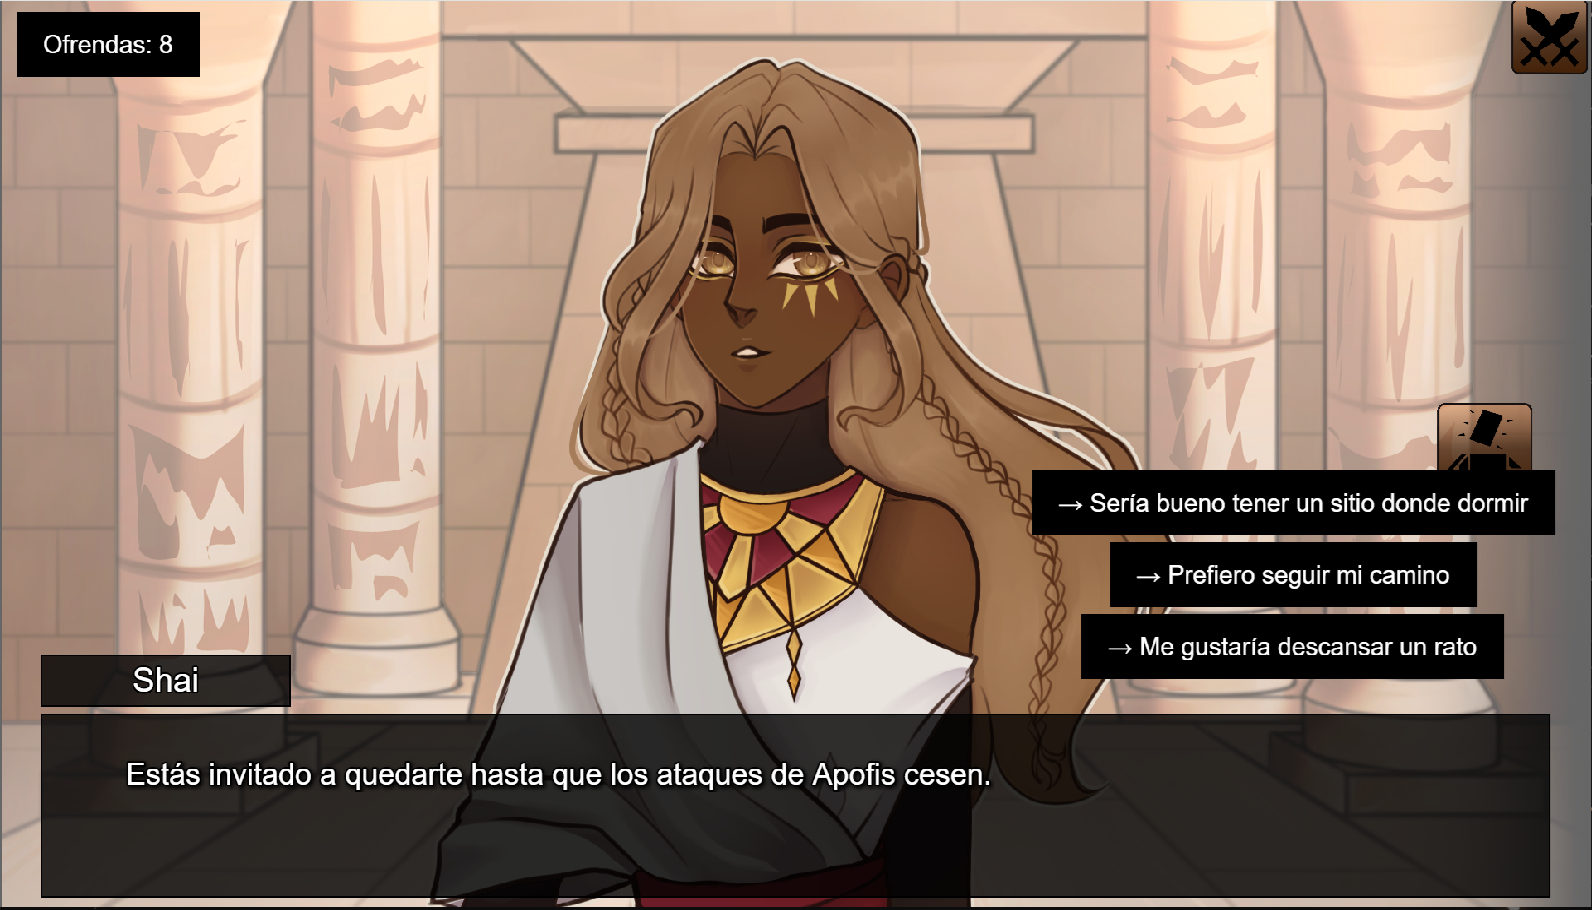 Ofrendas: 8
→ Sería bueno tener un sitio donde dormir
→ Prefiero seguir mi camino
→ Me gustaría descansar un rato
Shai
Estás invitado a quedarte hasta que los ataques de Apofis cesen.